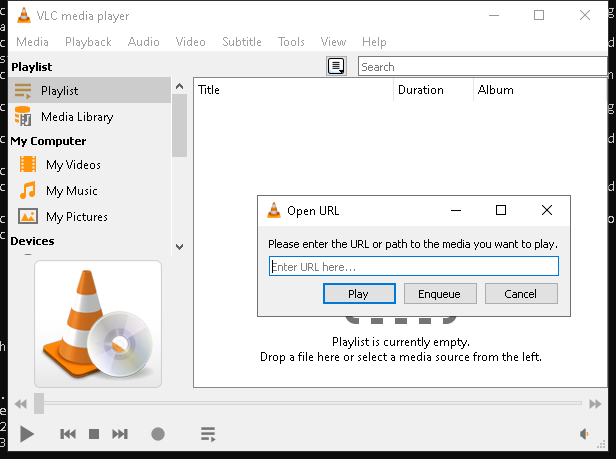 VLC media player
Media Playback Audio Video Subtitle Tools View Help
Playlist
Search
Playlist
Media Library
My Computer
My Videos
My Music
My Pictures
Devices
Title Duration Album
Open URL
Please enter the URL or path to the media you want to play.
Enter URL here...
Play Enqueue Cancel
Playlist is currently empty.
Drop a file here or select a media source from the left.